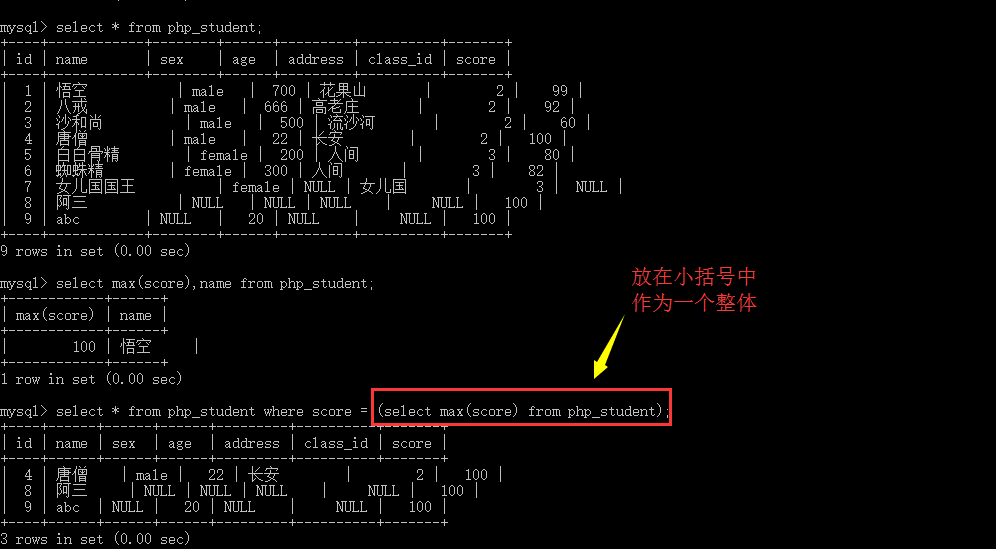 mysql> select * from php_student;
+----+------------+--------+------+---------+----------+-------+
| id | name | sex | age | address | class_id | score |
+----+------------+--------+------+---------+----------+-------+
| 1 | 悟空 | male | 700 | 花果山 | 2 | 99 |
| 2 | 八戒 | male | 666 | 高老庄 | 2 | 92 |
| 3 | 沙和尚 | male | 500 | 流沙河 | 2 | 60 |
| 4 | 唐僧 | male | 22 | 长安 | 2 | 100 |
| 5 | 白白骨精 | female | 200 | 人间 | 3 | 80 |
| 6 | 蜘蛛精 | female | 300 | 人间 | 3 | 82 |
| 7 | 女儿国国王 | female | NULL | 女儿国 | 3 | NULL |
| 8 | 阿三 | NULL | NULL | NULL | NULL | 100 |
| 9 | abc | NULL | 20 | NULL | NULL | 100 |
+----+------------+--------+------+---------+----------+-------+
9 rows in set (0.00 sec)
mysql> select max(score),name from php_student;
+------------+------+
| max(score) | name |
+------------+------+
| 100 | 悟空 |
+------------+------+
1 row in set (0.00 sec)
放在小括号中
作为一个整体
mysql> select * from php_student where score = (select max(score) from php_student);
+----+------+------+------+---------+----------+-------+
| id | name | sex | age | address | class_id | score |
+----+------+------+------+---------+----------+-------+
| 4 | 唐僧 | male | 22 | 长安 | 2 | 100 |
| 8 | 阿三 | NULL | NULL | NULL | NULL | 100 |
| 9 | abc | NULL | 20 | NULL | NULL | 100 |
+----+------+------+------+---------+----------+-------+
3 rows in set (0.00 sec)